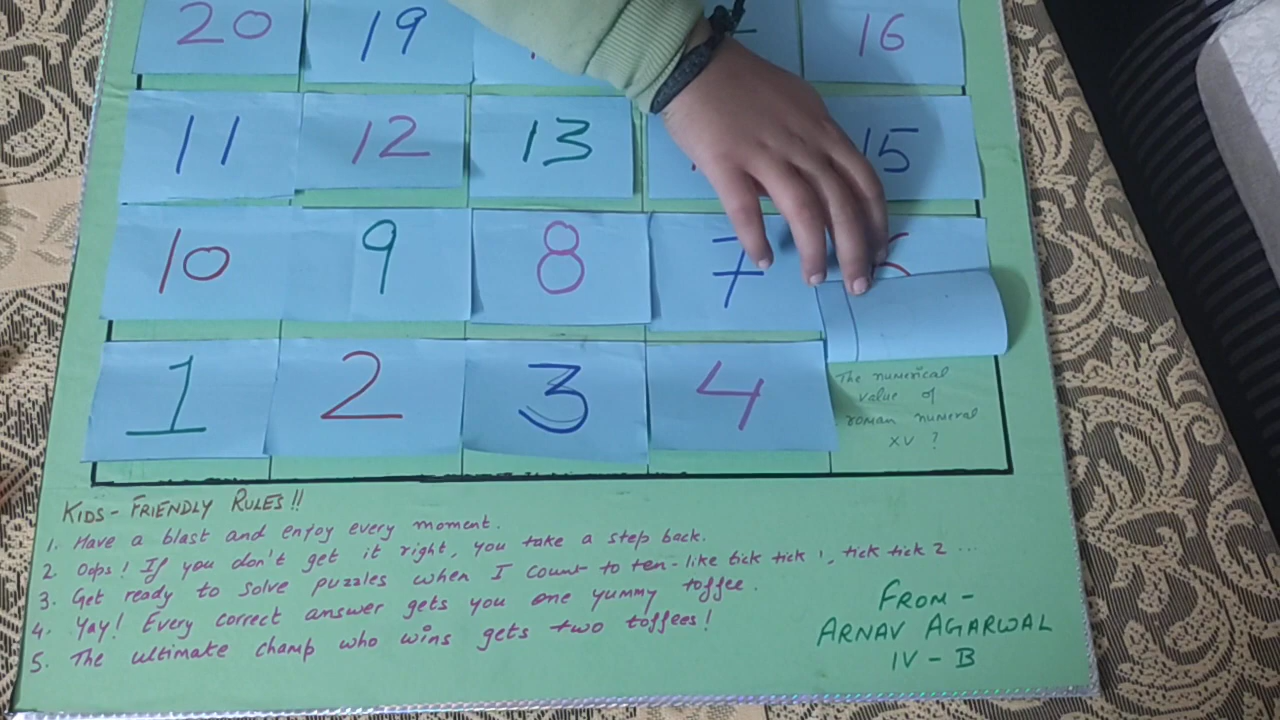 20 19 16
11 12 13 15
10 9 8 7
1 2 3 4
The numerical
value of
roman numeral
XV ?
KIDS - FRIENDLY RULES!!
1. Have a blast and enjoy every moment.
2. Oops! If you don't get it right, you take a step back.
3. Get ready to solve puzzles when I count to ten - like tick tick 1, tick tick 2 ...
4. Yay! Every correct answer gets you one yummy toffee.
5. The ultimate champ who wins gets two toffees!
FROM -
ARNAV AGARWAL
IV - B